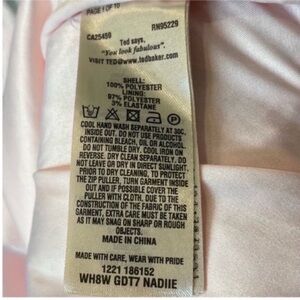 PAGE 1 OF 10
CA25459 RN95229
Ted says,
"You look fabulous".
VISIT TED@www.tedbaker.com
SHELL:
100% POLYESTER
LINING:
97% POLYESTER
3% ELASTANE
COOL HAND WASH SEPARATELY AT 30C.
INSIDE OUT. DO NOT USE PRODUCTS
CONTAINING BLEACH, OIL OR ALCOHOL.
DO NOT TUMBLE DRY. COOL IRON ON
REVERSE. DRY CLEAN SEPARATELY. DO
NOT LEAVE OR DRY IN DIRECT SUNLIGHT.
PRIOR TO DRY CLEANING, TO PROTECT
THE ZIP PULLER, TURN GARMENT INSIDE
OUT AND IF POSSIBLE COVER THE
PULLER WITH CLOTH. DUE TO THE
CONSTRUCTION OF THE FABRIC OF THIS
GARMENT, EXTRA CARE MUST BE TAKEN
AS IT MAY SNAG ON SHARP OR ROUGH
OBJECTS.
MADE IN CHINA
MADE WITH CARE, WEAR WITH PRIDE
1221 186152
WH8W GDT7 NADIIE